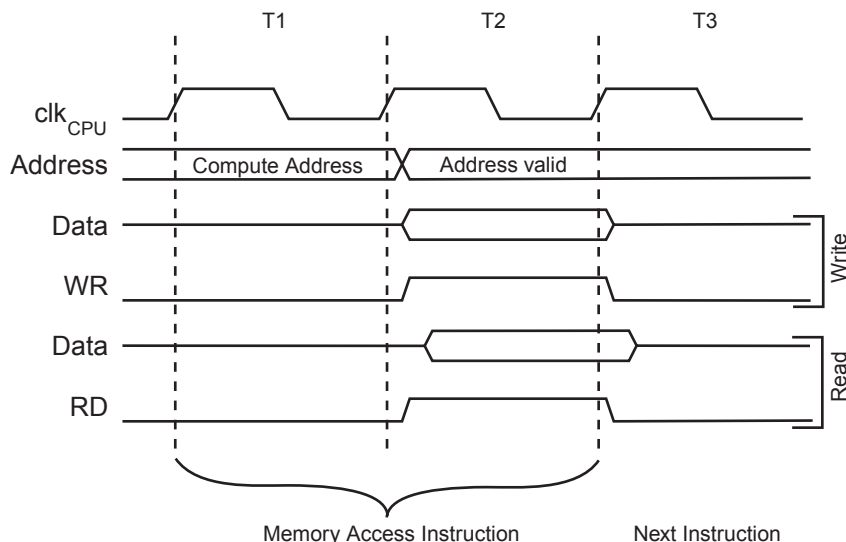 T1 T2 T3
clkCPU
Address Compute Address Address valid
Data
WR
Write
Data
RD
Read
Memory Access Instruction Next Instruction